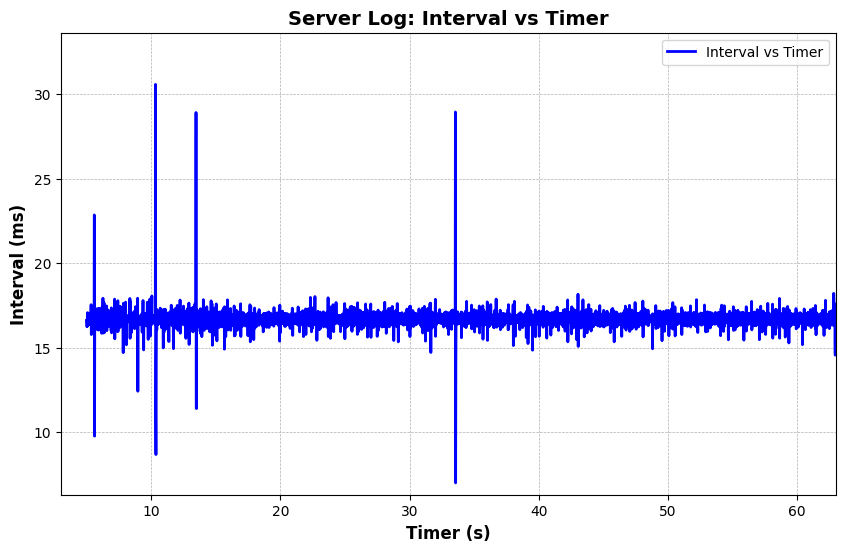 Server Log: Interval vs Timer
Interval vs Timer
30
25
20
15
10
Interval (ms)
10 20 30 40 50 60
Timer (s)